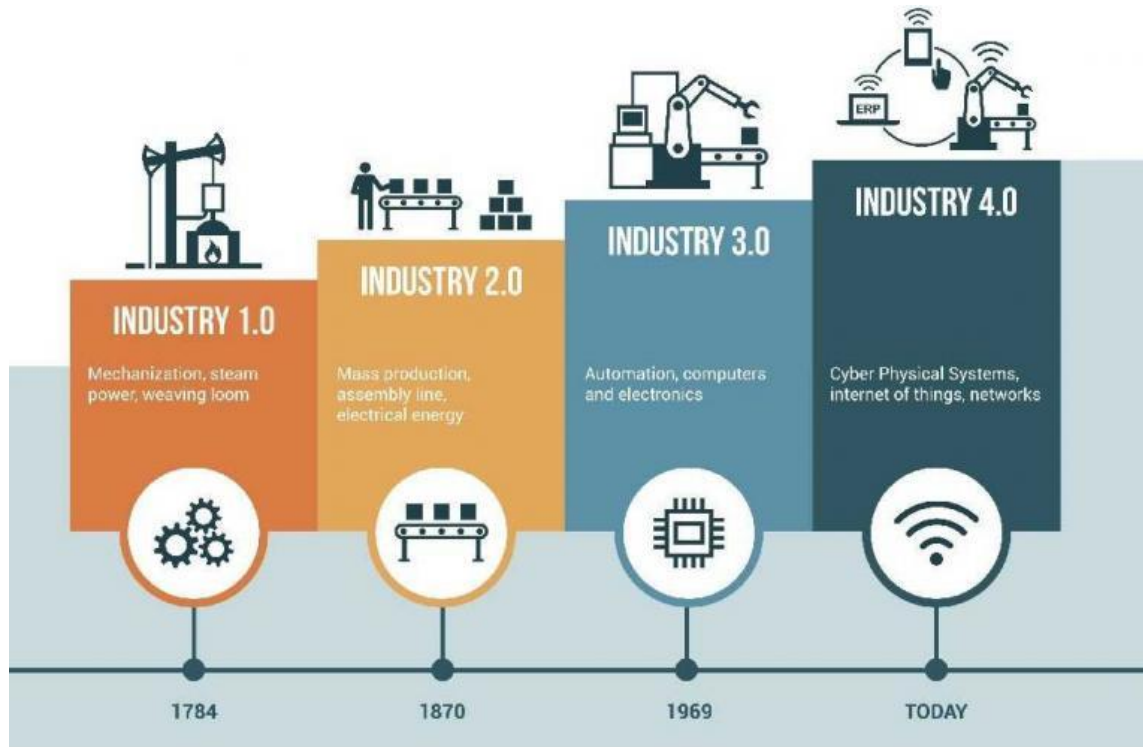 ERP
INDUSTRY 1.0
Mechanization, steam
power, weaving loom
INDUSTRY 2.0
Mass production,
assembly line,
electrical energy
INDUSTRY 3.0
Automation, computers
and electronics
INDUSTRY 4.0
Cyber Physical Systems,
internet of things, networks
1784
1870
1969
TODAY